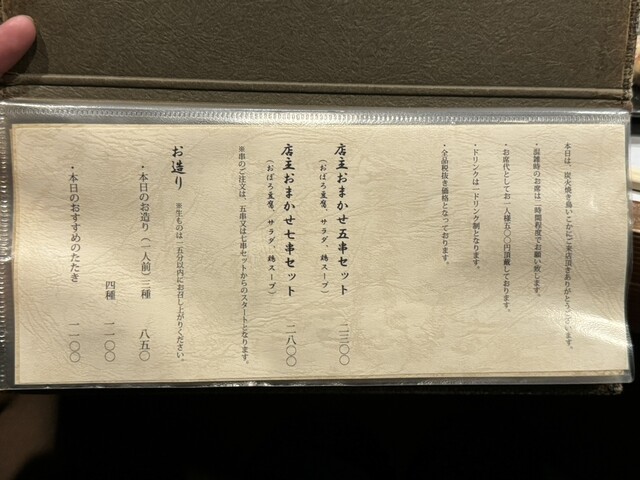 本日は、炭火焼き鳥いこかにご来店頂きありがとうございます。
・混雑時のお席は二時間程度でお願い致します。
・お席代としてお一人様五〇〇円頂戴しております。
・ドリンクは一ドリンク制となります。
・全品税抜き価格となっております。
店主おまかせ五串セット 二二〇〇
（おぼろ豆腐、サラダ、鶏スープ）
店主おまかせ七串セット 二八〇〇
（おぼろ豆腐、サラダ、鶏スープ）
※串のご注文は、五串又は七串セットからのスタートとなります。
お造り ※生ものは一五分以内にお召し上がりください。
・本日のお造り（一人前）三種 八五〇
四種 一一〇〇
・本日のおすすめのたたき 一一〇〇